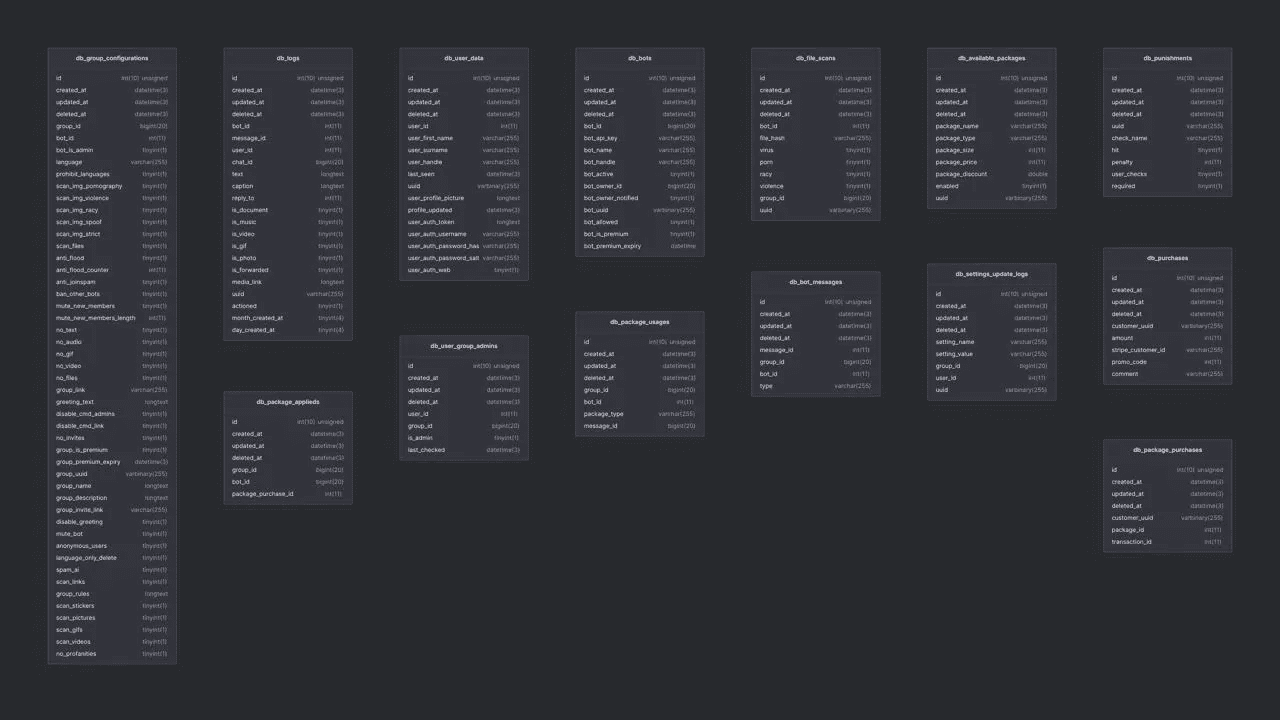 db_group_configurations
id int(10) unsigned
created_at datetime(3)
updated_at datetime(3)
deleted_at datetime(3)
group_id bigint(20)
bot_id int(11)
bot_is_admin tinyint(1)
language varchar(255)
prohibit_languages tinyint(1)
scan_img_pornography tinyint(1)
scan_img_violence tinyint(1)
scan_img_racy tinyint(1)
scan_img_spoof tinyint(1)
scan_img_strict tinyint(1)
scan_files tinyint(1)
anti_flood tinyint(1)
anti_flood_counter int(11)
anti_joinspam tinyint(1)
ban_other_bots tinyint(1)
mute_new_members tinyint(1)
mute_new_members_length int(11)
no_text tinyint(1)
no_audio tinyint(1)
no_gif tinyint(1)
no_video tinyint(1)
no_files tinyint(1)
group_link varchar(255)
greeting_text longtext
disable_cmd_admins tinyint(1)
disable_cmd_link tinyint(1)
no_invites tinyint(1)
group_is_premium tinyint(1)
group_premium_expiry datetime(3)
group_uuid varbinary(255)
group_name longtext
group_description longtext
group_invite_link varchar(255)
disable_greeting tinyint(1)
mute_bot tinyint(1)
anonymous_users tinyint(1)
language_only_delete tinyint(1)
spam_ai tinyint(1)
scan_links tinyint(1)
group_rules longtext
scan_stickers tinyint(1)
scan_pictures tinyint(1)
scan_gifs tinyint(1)
scan_videos tinyint(1)
no_profanities tinyint(1)
db_logs
id int(10) unsigned
created_at datetime(3)
updated_at datetime(3)
deleted_at datetime(3)
bot_id int(11)
message_id int(11)
user_id int(11)
chat_id bigint(20)
text longtext
caption longtext
reply_to int(11)
is_document tinyint(1)
is_music tinyint(1)
is_video tinyint(1)
is_gif tinyint(1)
is_photo tinyint(1)
is_forwarded tinyint(1)
media_link longtext
uuid varchar(255)
actioned tinyint(1)
month_created_at tinyint(4)
day_created_at tinyint(4)
db_package_applieds
id int(10) unsigned
created_at datetime(3)
updated_at datetime(3)
deleted_at datetime(3)
group_id bigint(20)
bot_id bigint(20)
package_purchase_id int(11)
db_user_data
id int(10) unsigned
created_at datetime(3)
updated_at datetime(3)
deleted_at datetime(3)
user_id int(11)
user_first_name varchar(255)
user_surname varchar(255)
user_handle varchar(255)
last_seen datetime(3)
uuid varbinary(255)
user_profile_picture longtext
profile_updated datetime(3)
user_auth_token longtext
user_auth_username varchar(255)
user_auth_password_has varchar(255)
user_auth_password_salt varchar(255)
user_auth_web tinyint(1)
db_user_group_admins
id int(10) unsigned
created_at datetime(3)
updated_at datetime(3)
deleted_at datetime(3)
user_id int(11)
group_id bigint(20)
is_admin tinyint(1)
last_checked datetime(3)
db_bots
id int(10) unsigned
created_at datetime(3)
updated_at datetime(3)
deleted_at datetime(3)
bot_id bigint(20)
bot_api_key varchar(255)
bot_name varchar(255)
bot_handle varchar(255)
bot_active tinyint(1)
bot_owner_id bigint(20)
bot_owner_notified tinyint(1)
bot_uuid varbinary(255)
bot_allowed tinyint(1)
bot_is_premium tinyint(1)
bot_premium_expiry datetime
db_package_usages
id int(10) unsigned
created_at datetime(3)
updated_at datetime(3)
deleted_at datetime(3)
group_id bigint(20)
bot_id int(11)
package_type varchar(255)
message_id bigint(20)
db_file_scans
id int(10) unsigned
created_at datetime(3)
updated_at datetime(3)
deleted_at datetime(3)
bot_id int(11)
file_hash varchar(255)
virus tinyint(1)
porn tinyint(1)
racy tinyint(1)
violence tinyint(1)
group_id bigint(20)
uuid varbinary(255)
db_bot_messages
id int(10) unsigned
created_at datetime(3)
updated_at datetime(3)
deleted_at datetime(3)
message_id int(11)
group_id bigint(20)
bot_id int(11)
type varchar(255)
db_available_packages
id int(10) unsigned
created_at datetime(3)
updated_at datetime(3)
deleted_at datetime(3)
package_name varchar(255)
package_type varchar(255)
package_size int(11)
package_price int(11)
package_discount double
enabled tinyint(1)
uuid varbinary(255)
db_settings_update_logs
id int(10) unsigned
created_at datetime(3)
updated_at datetime(3)
deleted_at datetime(3)
setting_name varchar(255)
setting_value varchar(255)
group_id bigint(20)
user_id int(11)
uuid varbinary(255)
db_punishments
id int(10) unsigned
created_at datetime(3)
updated_at datetime(3)
deleted_at datetime(3)
uuid varbinary(255)
check_name varchar(255)
hit tinyint(1)
penalty int(11)
user_checks tinyint(1)
required tinyint(1)
db_purchases
id int(10) unsigned
created_at datetime(3)
updated_at datetime(3)
deleted_at datetime(3)
customer_uuid varbinary(255)
amount int(11)
stripe_customer_id varchar(255)
promo_code int(11)
comment varchar(255)
db_package_purchases
id int(10) unsigned
created_at datetime(3)
updated_at datetime(3)
deleted_at datetime(3)
customer_uuid varbinary(255)
package_id int(11)
transaction_id int(11)